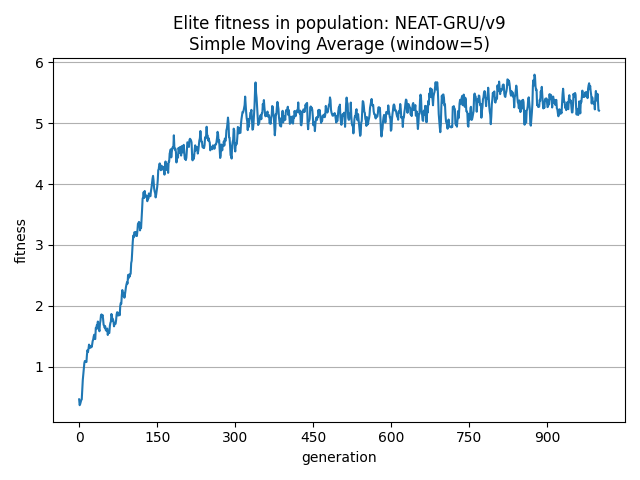 Elite fitness in population: NEAT-GRU/v9
Simple Moving Average (window=5)
6
5
4
3
2
1
fitness
0 150 300 450 600 750 900
generation